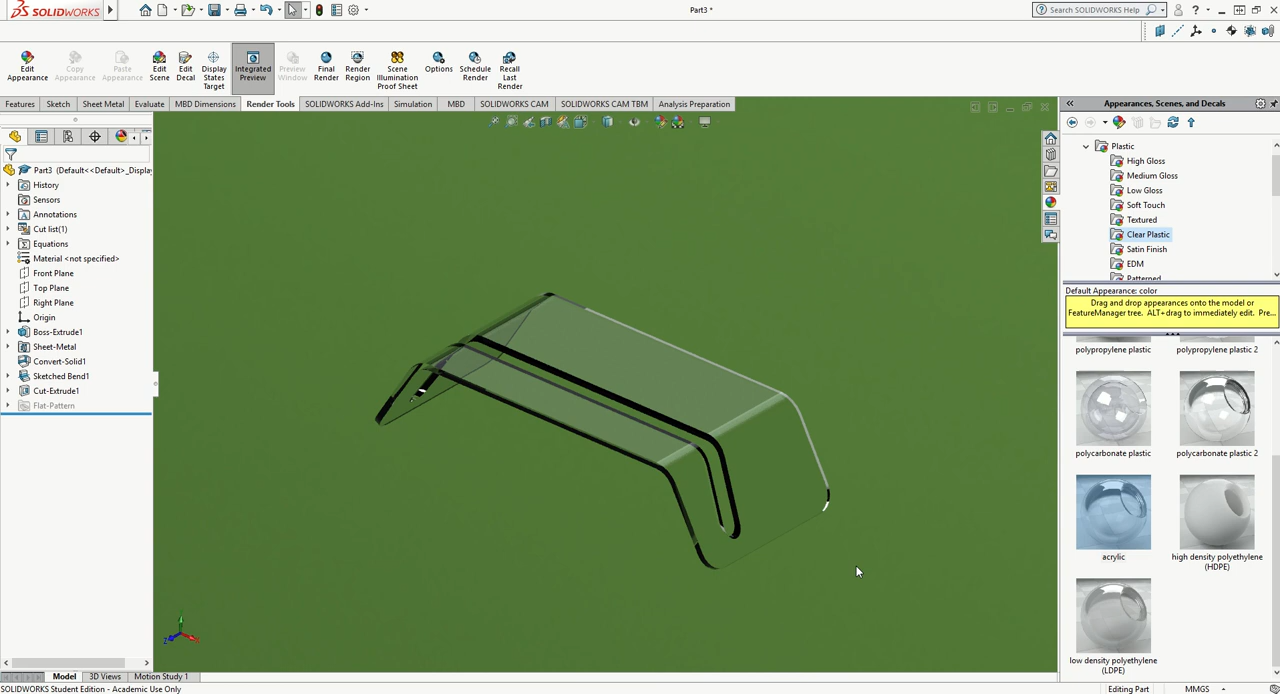 SOLIDWORKS
Part3 *
Search SOLIDWORKS Help
Edit Appearance
Copy Appearance
Paste Appearance
Edit Scene
Edit Decal
Display States Target
Integrated Preview
Preview Window
Final Render
Render Region
Scene Illumination Proof Sheet
Options
Schedule Render
Recall Last Render
Features
Sketch
Sheet Metal
Evaluate
MBD Dimensions
Render Tools
SOLIDWORKS Add-Ins
Simulation
MBD
SOLIDWORKS CAM
SOLIDWORKS CAM TBM
Analysis Preparation
Part3 (Default<<Default>_Displa
History
Sensors
Annotations
Cut list(1)
Equations
Material <not specified>
Front Plane
Top Plane
Right Plane
Origin
Boss-Extrude1
Sheet-Metal
Convert-Solid1
Sketched Bend1
Cut-Extrude1
Flat-Pattern
Appearances, Scenes, and Decals
Plastic
High Gloss
Medium Gloss
Low Gloss
Soft Touch
Textured
Clear Plastic
Satin Finish
EDM
Patterned
Default Appearance: color
Drag and drop appearances onto the model or
FeatureManager tree. ALT+drag to immediately edit. Pre...
polypropylene plastic
polypropylene plastic 2
polycarbonate plastic
polycarbonate plastic 2
acrylic
high density polyethylene
(HDPE)
low density polyethylene
(LDPE)
Model
3D Views
Motion Study 1
SOLIDWORKS Student Edition - Academic Use Only
Editing Part
MMGS